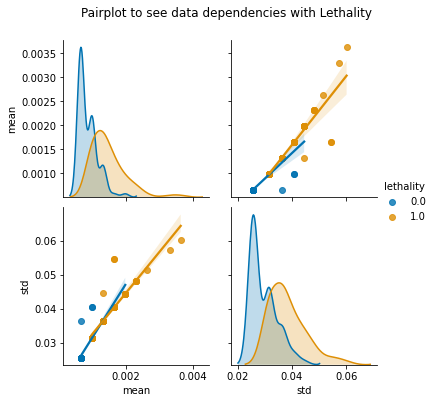 Pairplot to see data dependencies with Lethality
0.0035
0.0030
0.0025
0.0020
0.0015
0.0010
mean
lethality
0.0
1.0
0.06
0.05
0.04
0.03
std
0.002
0.004
0.02
0.04
0.06
mean
std